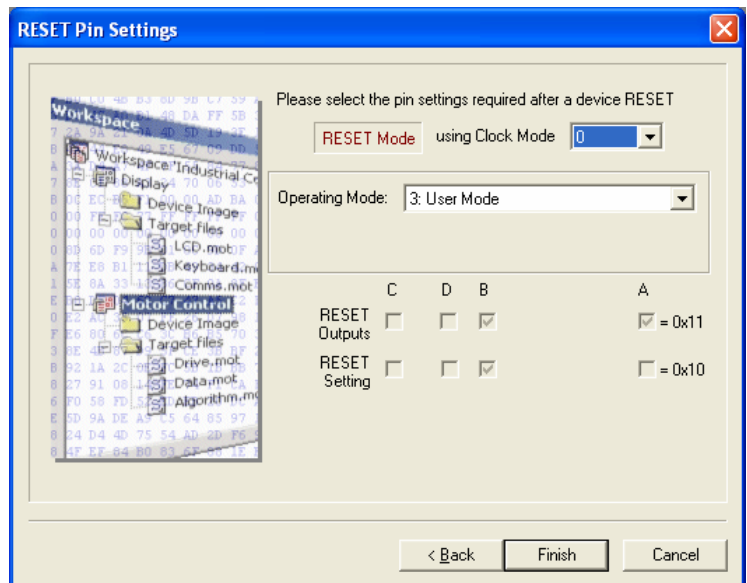 RESET Pin Settings
Please select the pin settings required after a device RESET
RESET Mode using Clock Mode 0
Operating Mode: 3: User Mode
C D B A
RESET
Outputs
= 0x11
RESET
Setting
= 0x10
Workspace
Workspace 'Industrial Co
Display
Device Image
Target files
LCD.mot
Keyboard.m
Comms.mot
Motor Control
Device Image
Target files
Drive.mot
Data.mot
Algorithm.mo
< Back Finish Cancel